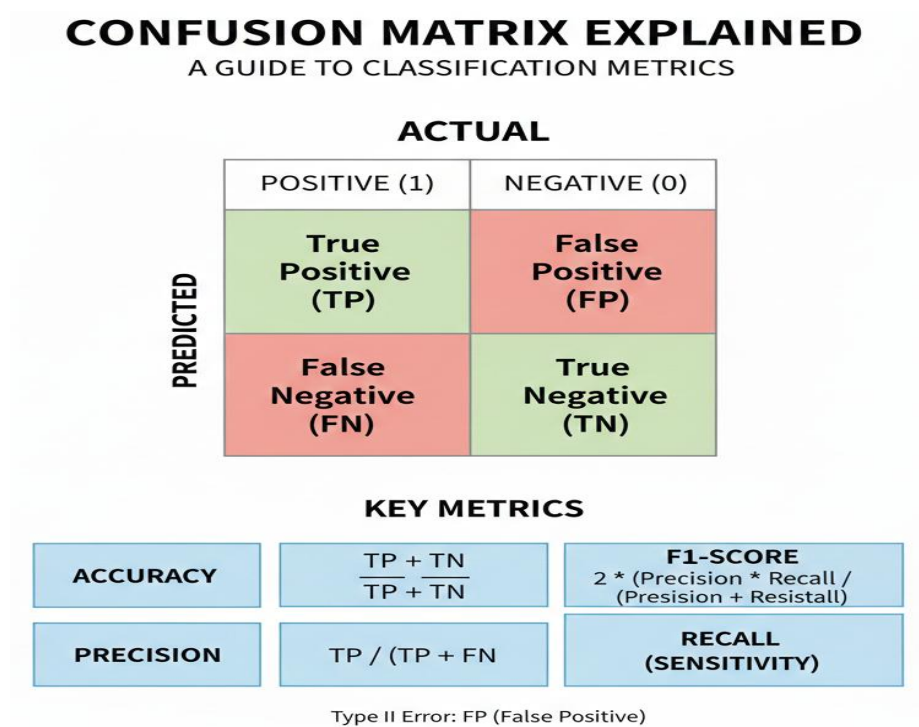 CONFUSION MATRIX EXPLAINED
A GUIDE TO CLASSIFICATION METRICS
ACTUAL
POSITIVE (1)
NEGATIVE (0)
PREDICTED
True
Positive
(TP)
False
Positive
(FP)
False
Negative
(FN)
True
Negative
(TN)
KEY METRICS
ACCURACY
TP + TN
TP + TN
F1-SCORE
2 * (Precision * Recall /
(Presision + Resistall)
PRECISION
TP / (TP + FN
RECALL
(SENSITIVITY)
Type II Error: FP (False Positive)